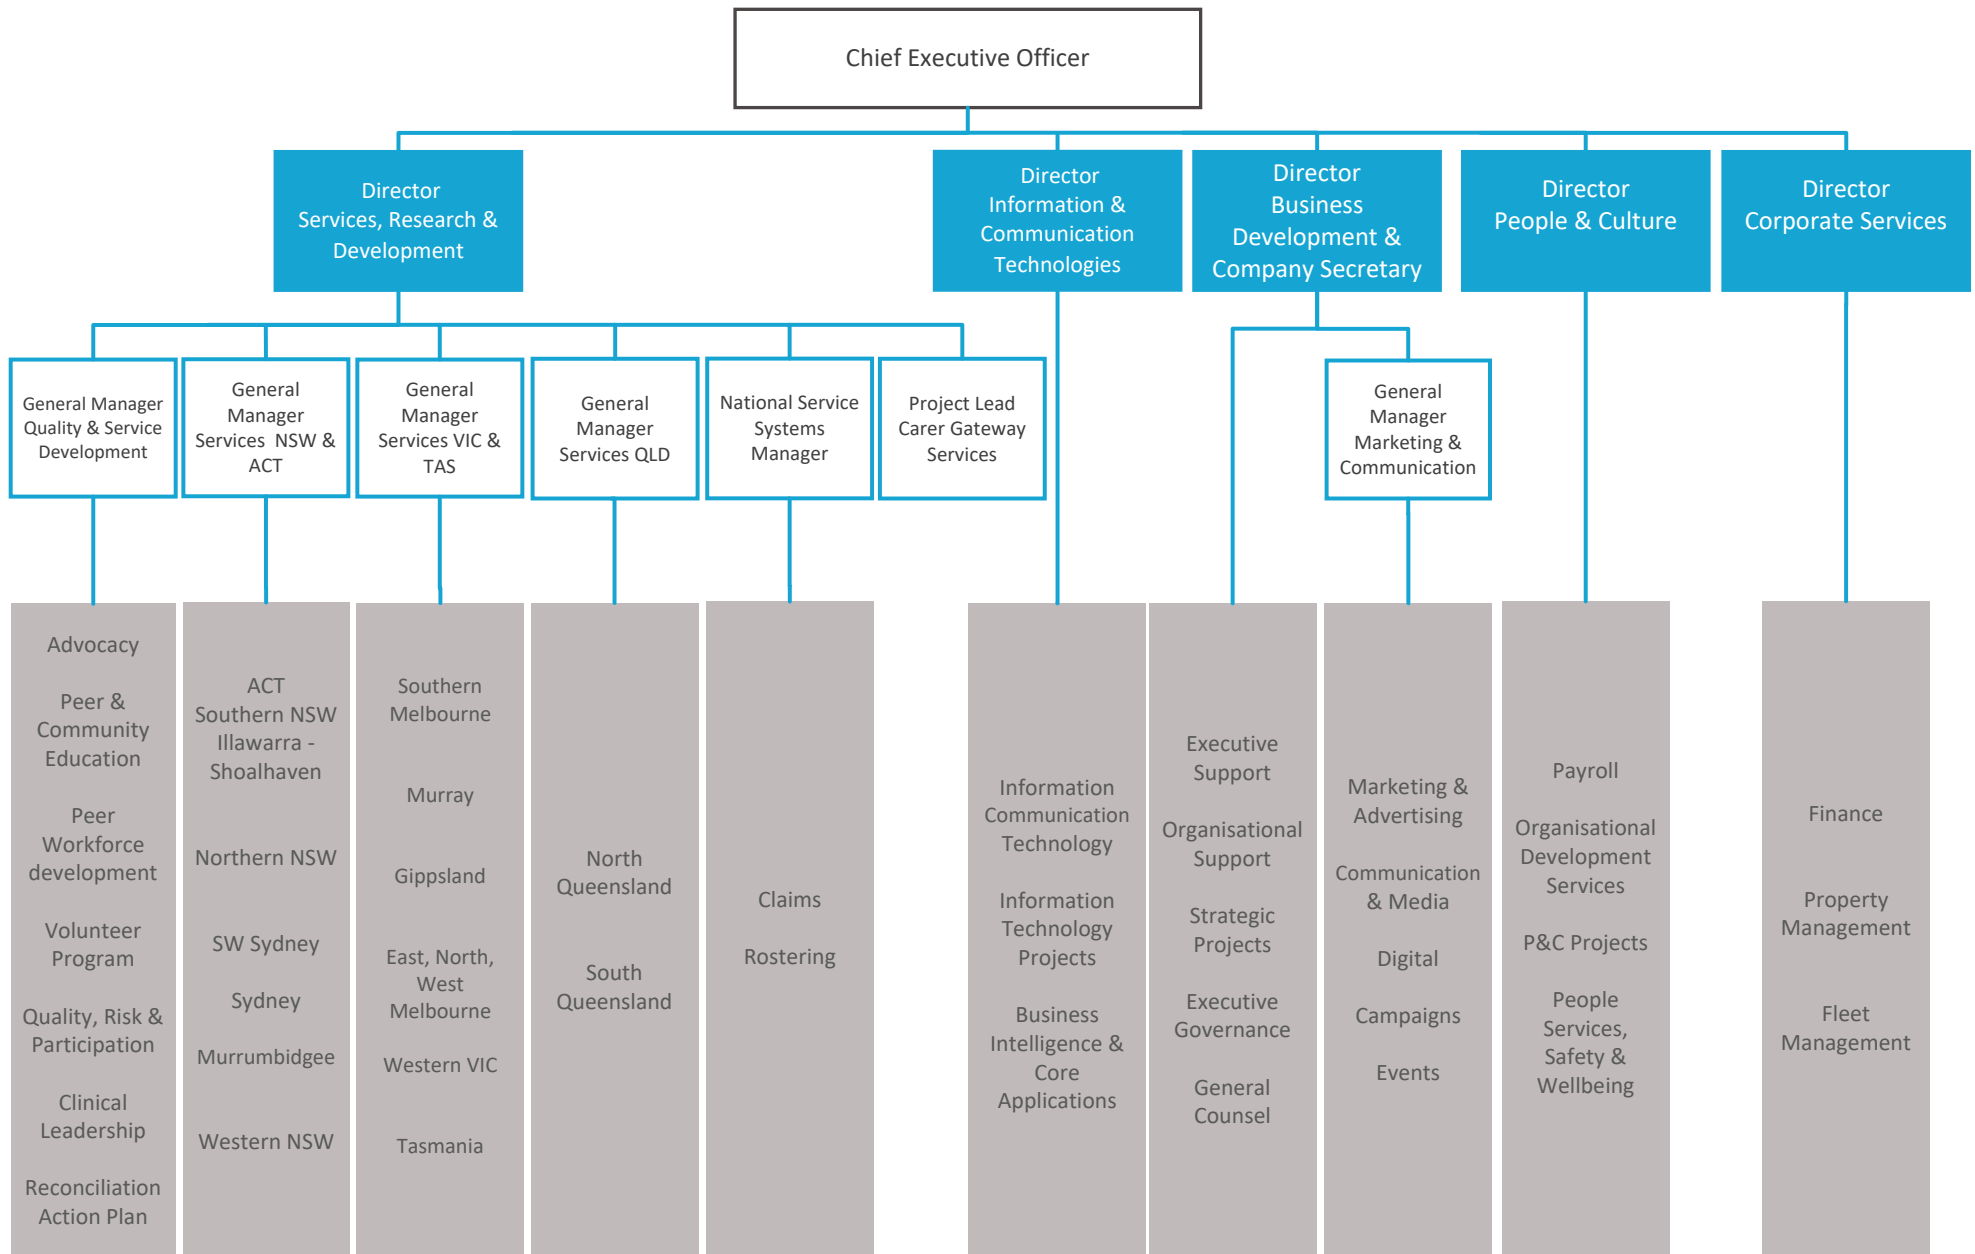 Chief Executive Officer
Director
Services, Research &
Development
Director
Information &
Communication
Technologies
Director
Business
Development &
Company Secretary
Director
People & Culture
Director
Corporate Services
General Manager
Quality & Service
Development
General
Manager
Services  NSW &
ACT
General
Manager
Services VIC &
TAS
General
Manager
Services QLD
National Service
Systems
Manager
Project Lead
Carer Gateway
Services
General
Manager
Marketing &
Communication
Advocacy
Peer &
Community
Education
Peer
Workforce
development
Volunteer
Program
Quality, Risk &
Participation
Clinical
Leadership
Reconciliation
Action Plan
ACT
Southern NSW
Illawarra -
Shoalhaven
Northern NSW
SW Sydney
Sydney
Murrumbidgee
Western NSW
Southern
Melbourne
Murray
Gippsland
East, North,
West
Melbourne
Western VIC
Tasmania
North
Queensland
South
Queensland
Claims
Rostering
Information
Communication
Technology
Information
Technology
Projects
Business
Intelligence &
Core
Applications
Executive
Support
Organisational
Support
Strategic
Projects
Executive
Governance
General
Counsel
Marketing &
Advertising
Communication
& Media
Digital
Campaigns
Events
Payroll
Organisational
Development
Services
P&C Projects
People
Services,
Safety &
Wellbeing
Finance
Property
Management
Fleet
Management